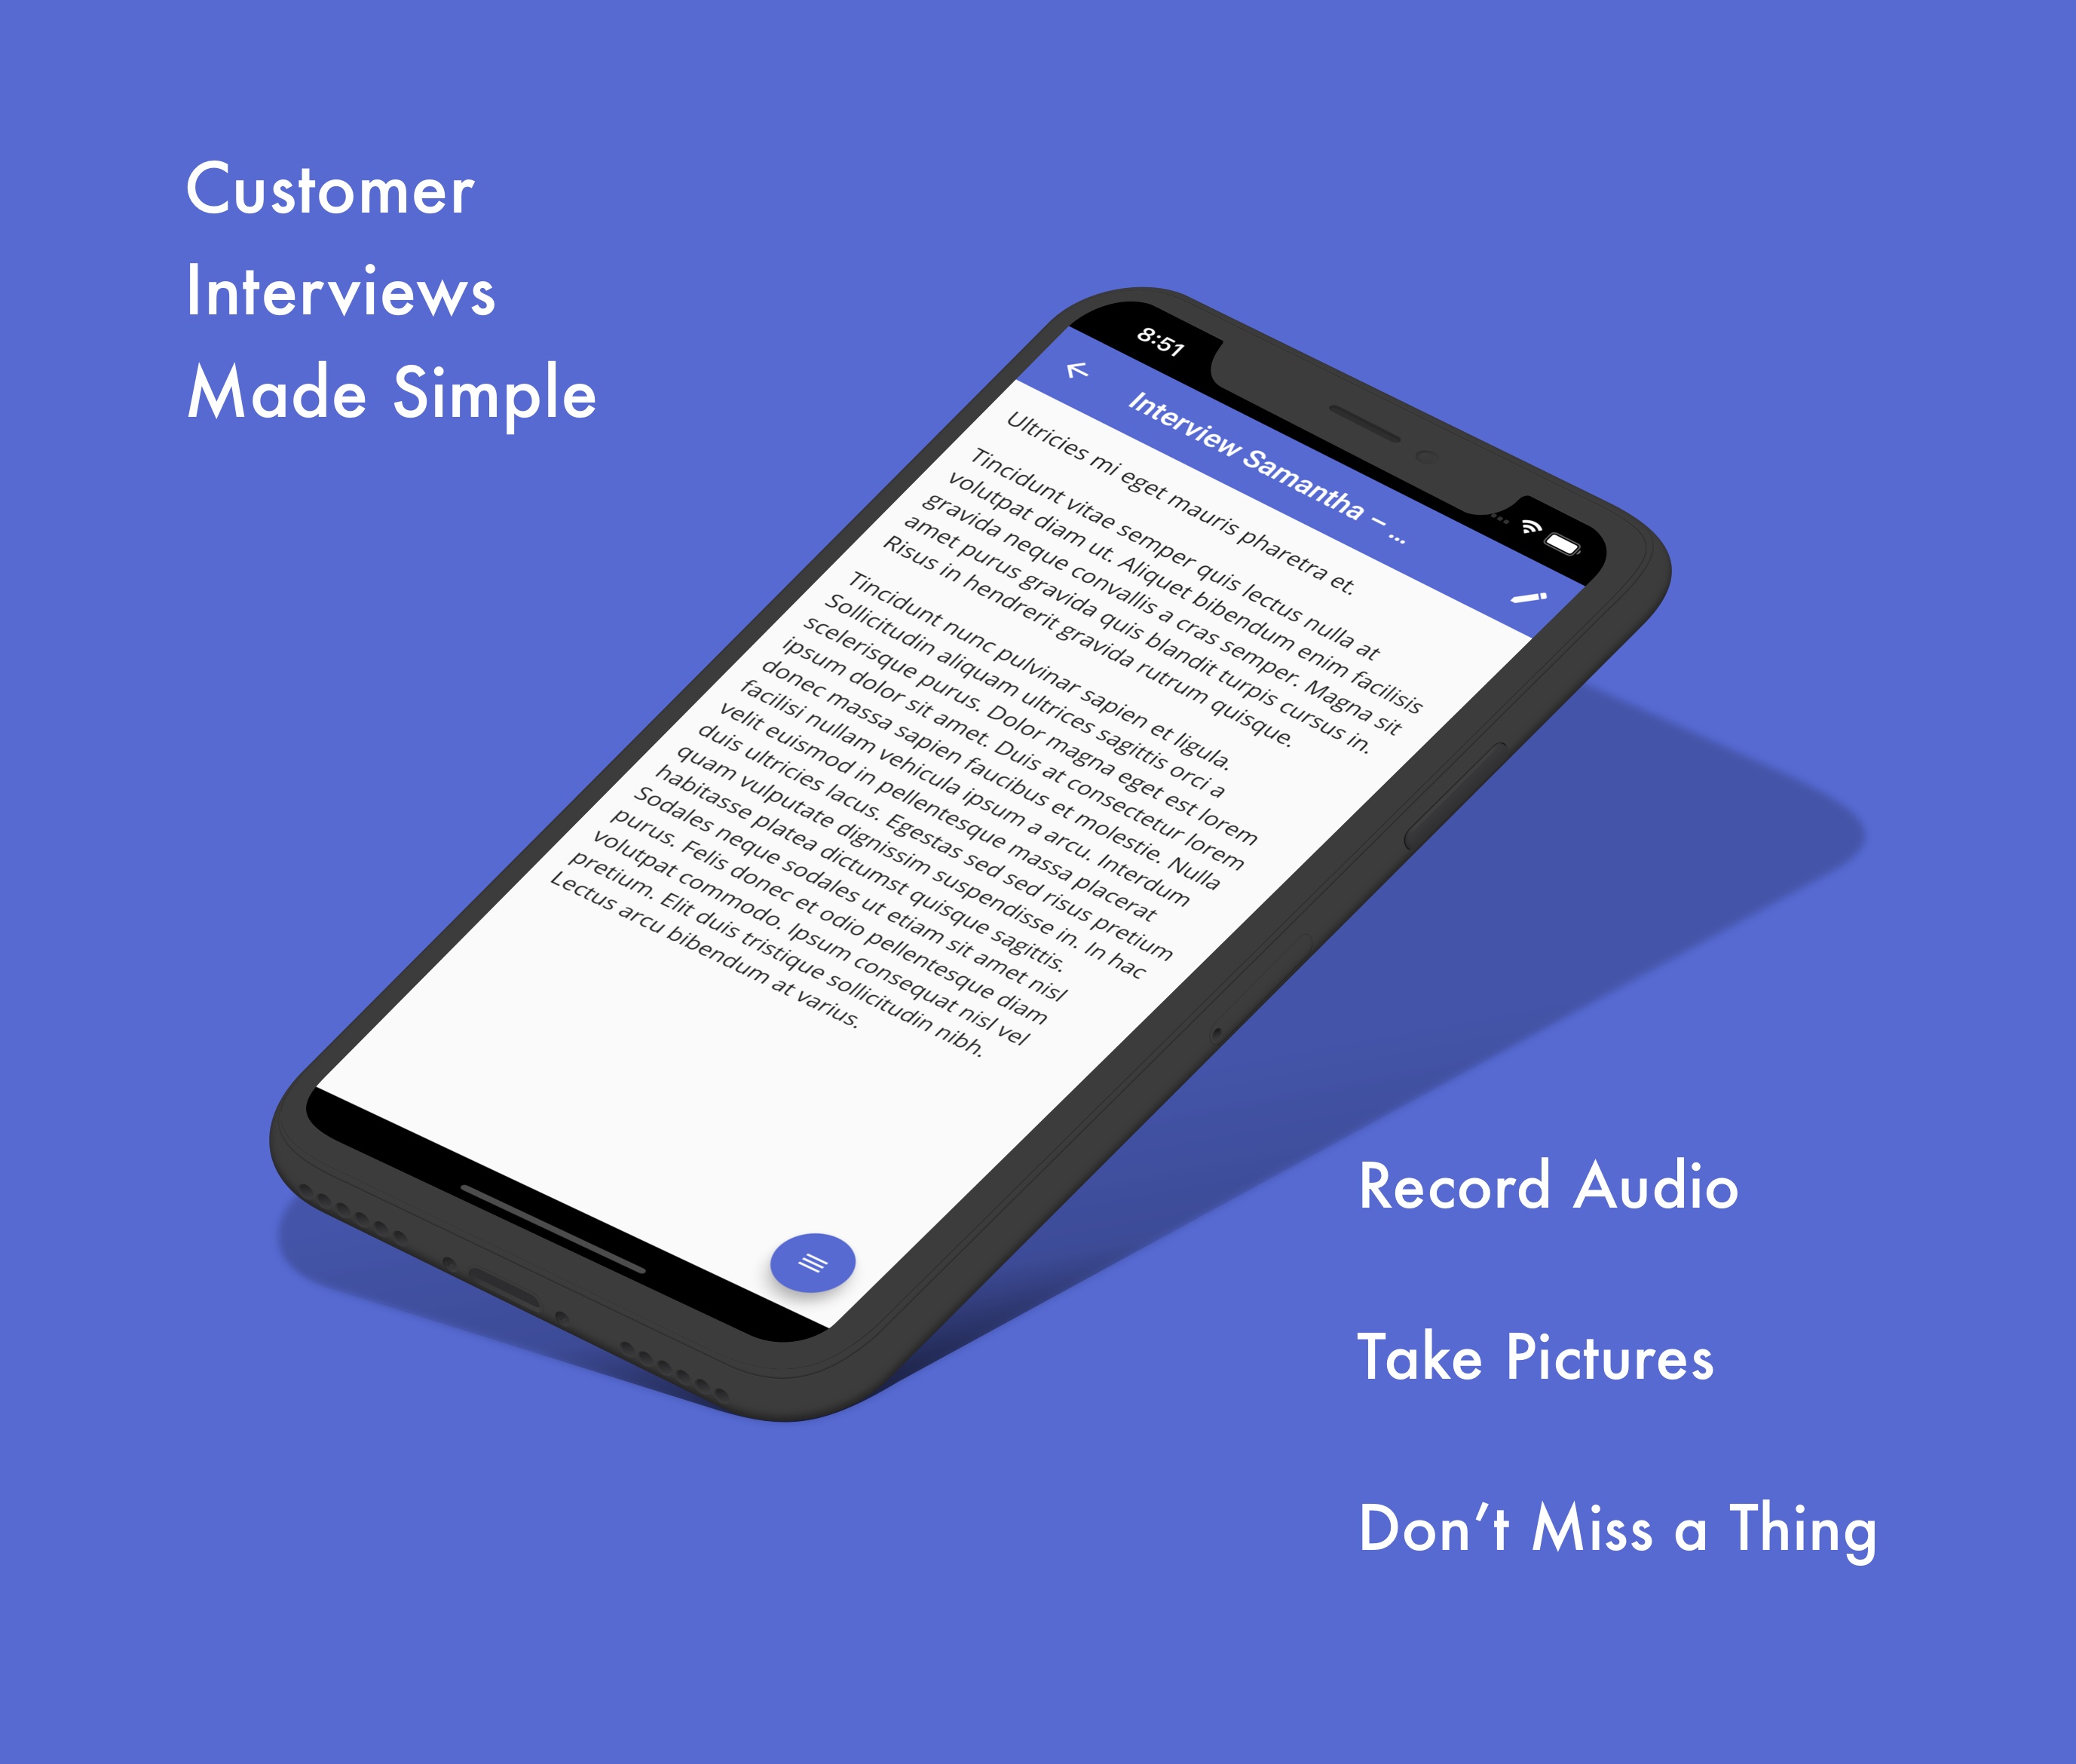 Customer
Interviews
Made Simple
8:51
Interview Samantha – ...
Ultricies mi eget mauris pharetra et.
Tincidunt vitae semper quis lectus nulla at
volutpat diam ut. Aliquet bibendum enim facilisis
gravida neque convallis a cras semper. Magna sit
amet purus gravida quis blandit turpis cursus in.
Risus in hendrerit gravida rutrum quisque.
Tincidunt nunc pulvinar sapien et ligula.
Sollicitudin aliquam ultrices sagittis orci a
scelerisque purus. Dolor magna eget est lorem
ipsum dolor sit amet. Duis at consectetur lorem
donec massa sapien faucibus et molestie. Nulla
facilisi nullam vehicula ipsum a arcu. Interdum
velit euismod in pellentesque massa placerat
duis ultricies lacus. Egestas sed sed risus pretium
quam vulputate dignissim suspendisse in. In hac
habitasse platea dictumst quisque sagittis.
Sodales neque sodales ut etiam sit amet nisl
purus. Felis donec et odio pellentesque diam
volutpat commodo. Ipsum consequat nisl vel
pretium. Elit duis tristique sollicitudin nibh.
Lectus arcu bibendum at varius.
Record Audio
Take Pictures
Don’t Miss a Thing